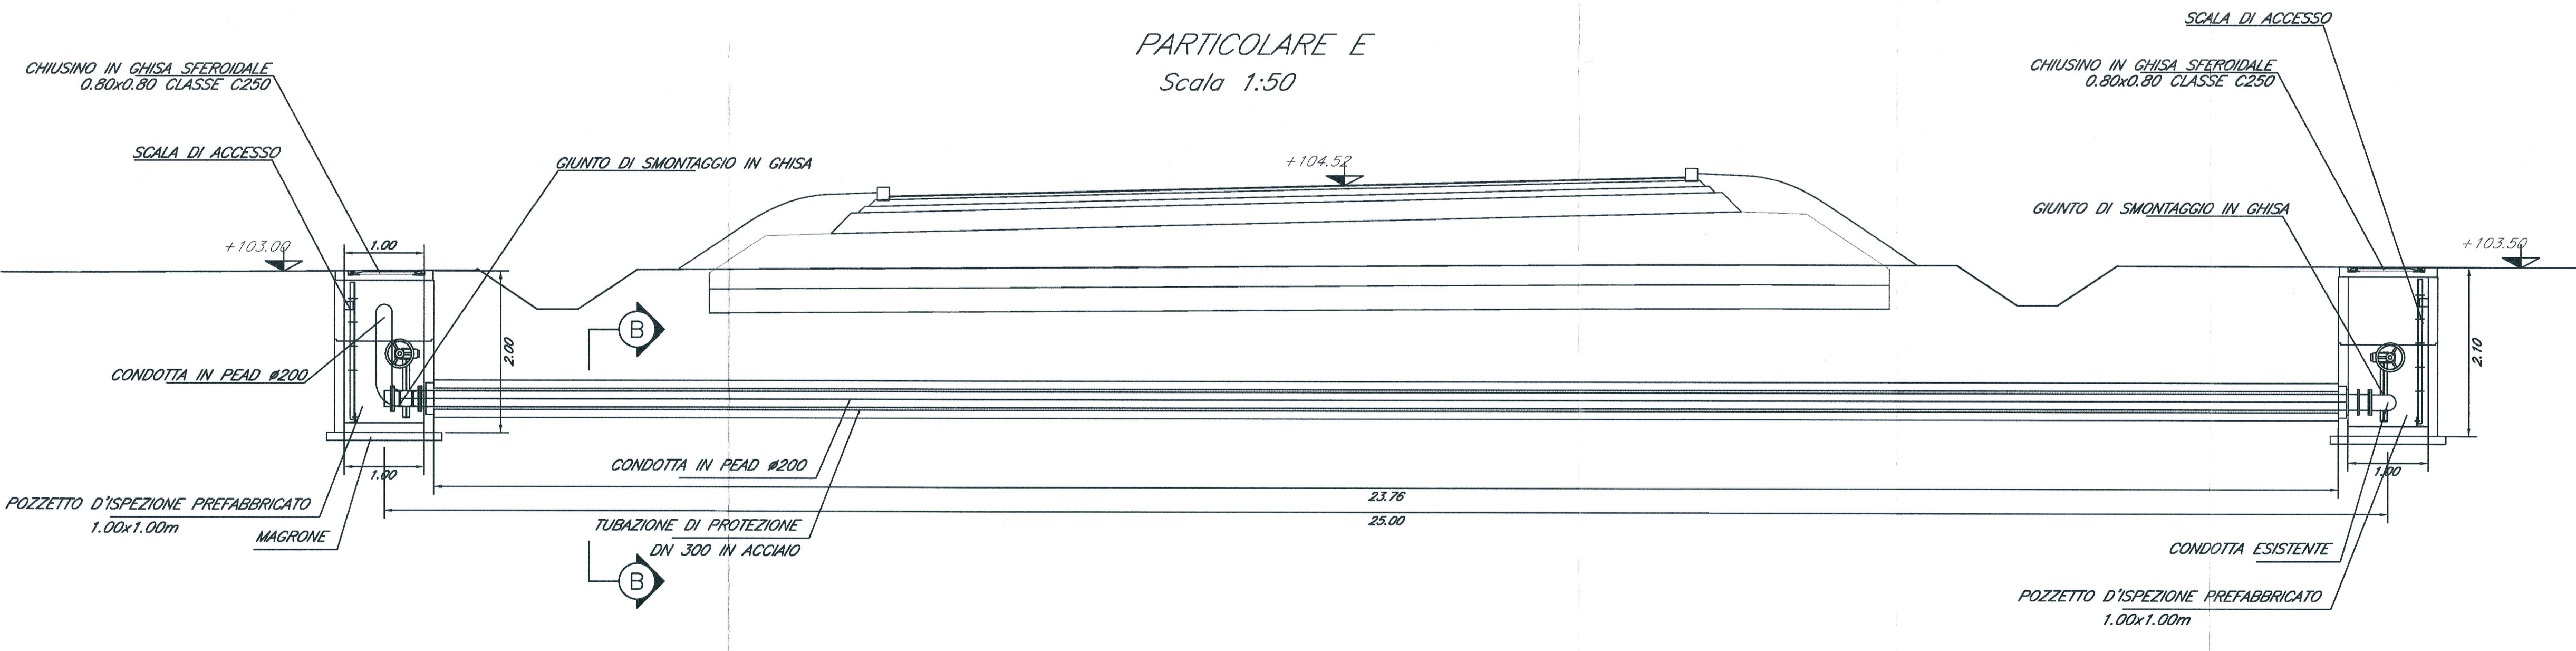 PARTICOLARE E
Scala 1:50
CHIUSINO IN GHISA SFEROIDALE
0.80x0.80 CLASSE C250
SCALA DI ACCESSO
GIUNTO DI SMONTAGGIO IN GHISA
+103.00
1.00
2.00
CONDOTTA IN PEAD ø200
1.00
POZZETTO D'ISPEZIONE PREFABBRICATO
1.00x1.00m
MAGRONE
B
B
+104.52
CONDOTTA IN PEAD ø200
TUBAZIONE DI PROTEZIONE
DN 300 IN ACCIAIO
23.76
25.00
SCALA DI ACCESSO
CHIUSINO IN GHISA SFEROIDALE
0.80x0.80 CLASSE C250
GIUNTO DI SMONTAGGIO IN GHISA
+103.50
2.10
1.00
CONDOTTA ESISTENTE
POZZETTO D'ISPEZIONE PREFABBRICATO
1.00x1.00m